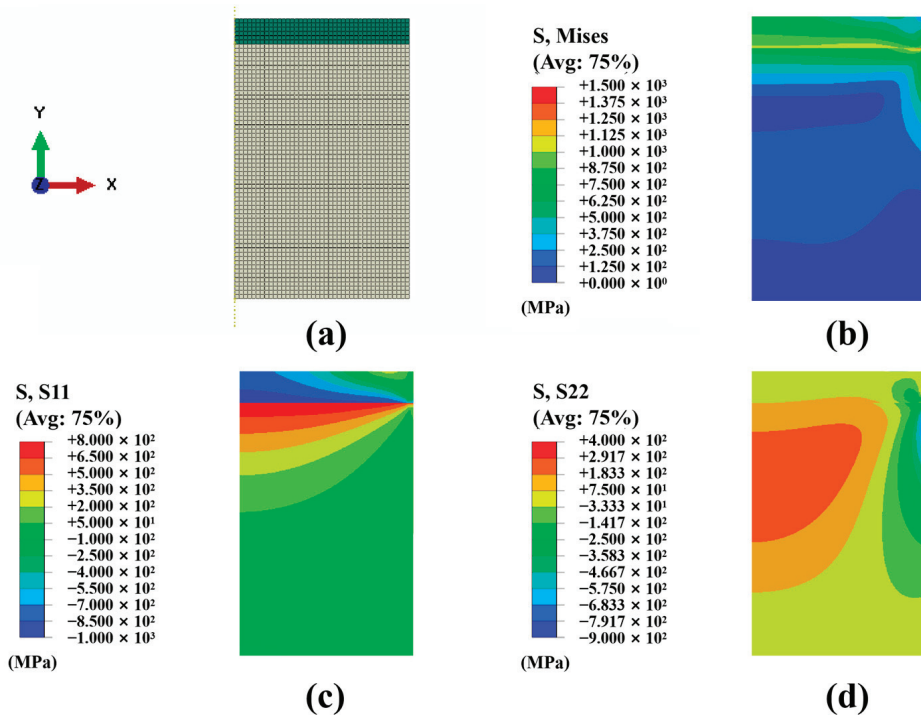 Y
Z
X
(a)
S, Mises
(Avg: 75%)
+1.500 × 10³
+1.375 × 10³
+1.250 × 10³
+1.125 × 10³
+1.000 × 10³
+8.750 × 10²
+7.500 × 10²
+6.250 × 10²
+5.000 × 10²
+3.750 × 10²
+2.500 × 10²
+1.250 × 10²
+0.000 × 10⁰
(MPa)
(b)
S, S11
(Avg: 75%)
+8.000 × 10²
+6.500 × 10²
+5.000 × 10²
+3.500 × 10²
+2.000 × 10²
+5.000 × 10¹
−1.000 × 10²
−2.500 × 10²
−4.000 × 10²
−5.500 × 10²
−7.000 × 10²
−8.500 × 10²
−1.000 × 10³
(MPa)
(c)
S, S22
(Avg: 75%)
+4.000 × 10²
+2.917 × 10²
+1.833 × 10²
+7.500 × 10¹
−3.333 × 10¹
−1.417 × 10²
−2.500 × 10²
−3.583 × 10²
−4.667 × 10²
−5.750 × 10²
−6.833 × 10²
−7.917 × 10²
−9.000 × 10²
(MPa)
(d)